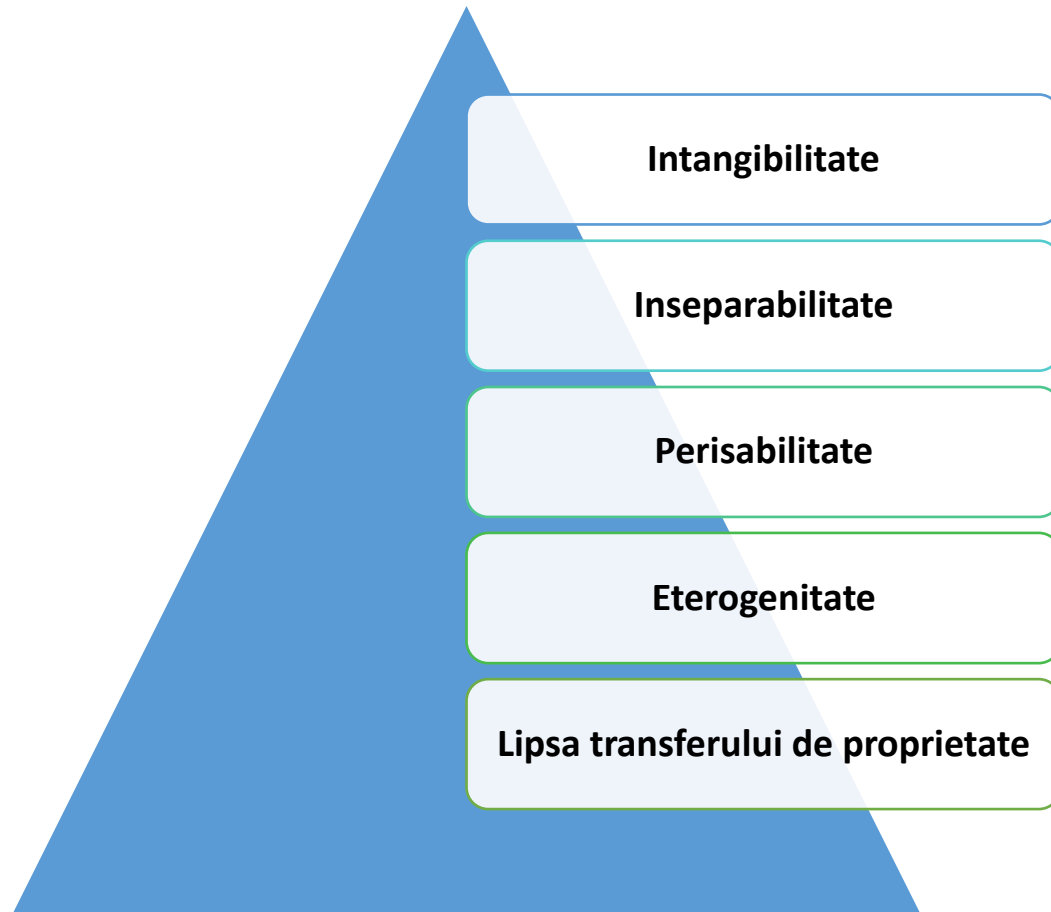 Intangibilitate
Inseparabilitate
Perisabilitate
Eterogenitate
Lipsa transferului de proprietate